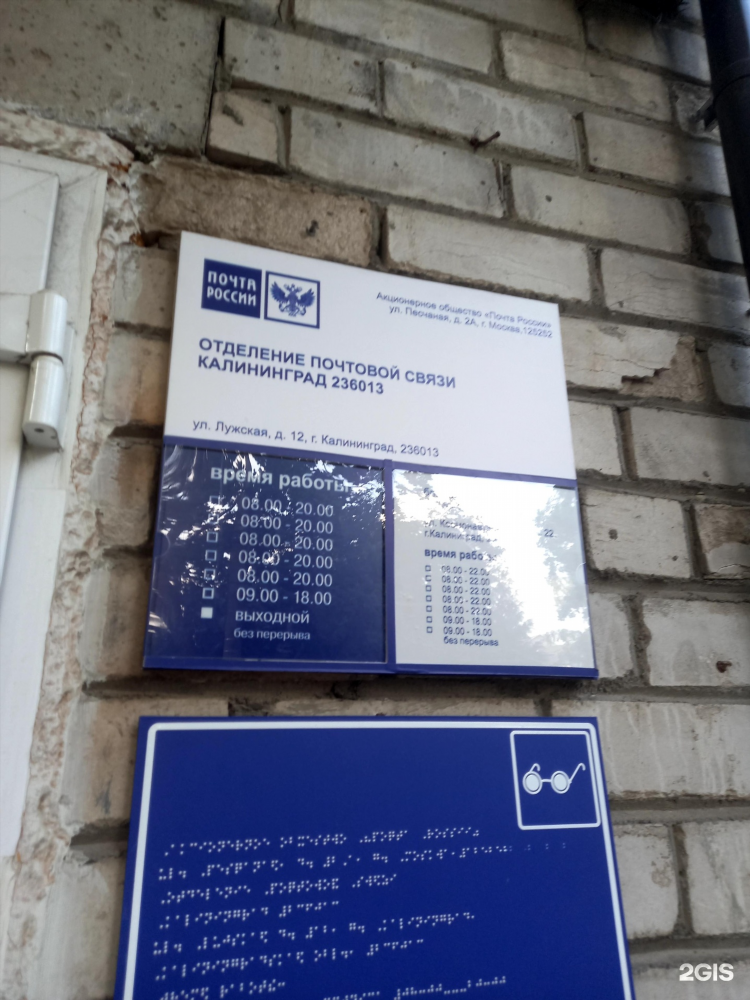 ПОЧТА
РОССИИ
Акционерное общество «Почта России»
ул. Песчаная, д. 2А, г. Москва, 125252
ОТДЕЛЕНИЕ ПОЧТОВОЙ СВЯЗИ
КАЛИНИНГРАД 236013
ул. Лужская, д. 12, г. Калининград, 236013
время работы
08.00 - 20.00
08.00 - 20.00
08.00 - 20.00
08.00 - 20.00
08.00 - 20.00
09.00 - 18.00
ВЫХОДНОЙ
без перерыва
22
г.Калининград,
время
08.00 - 22.00
08.00 - 22.00
08.00 - 22.00
08.00 - 22.00
08.00 - 22.00
09.00 - 18.00
09.00 - 18.00
без перерыва
2GIS